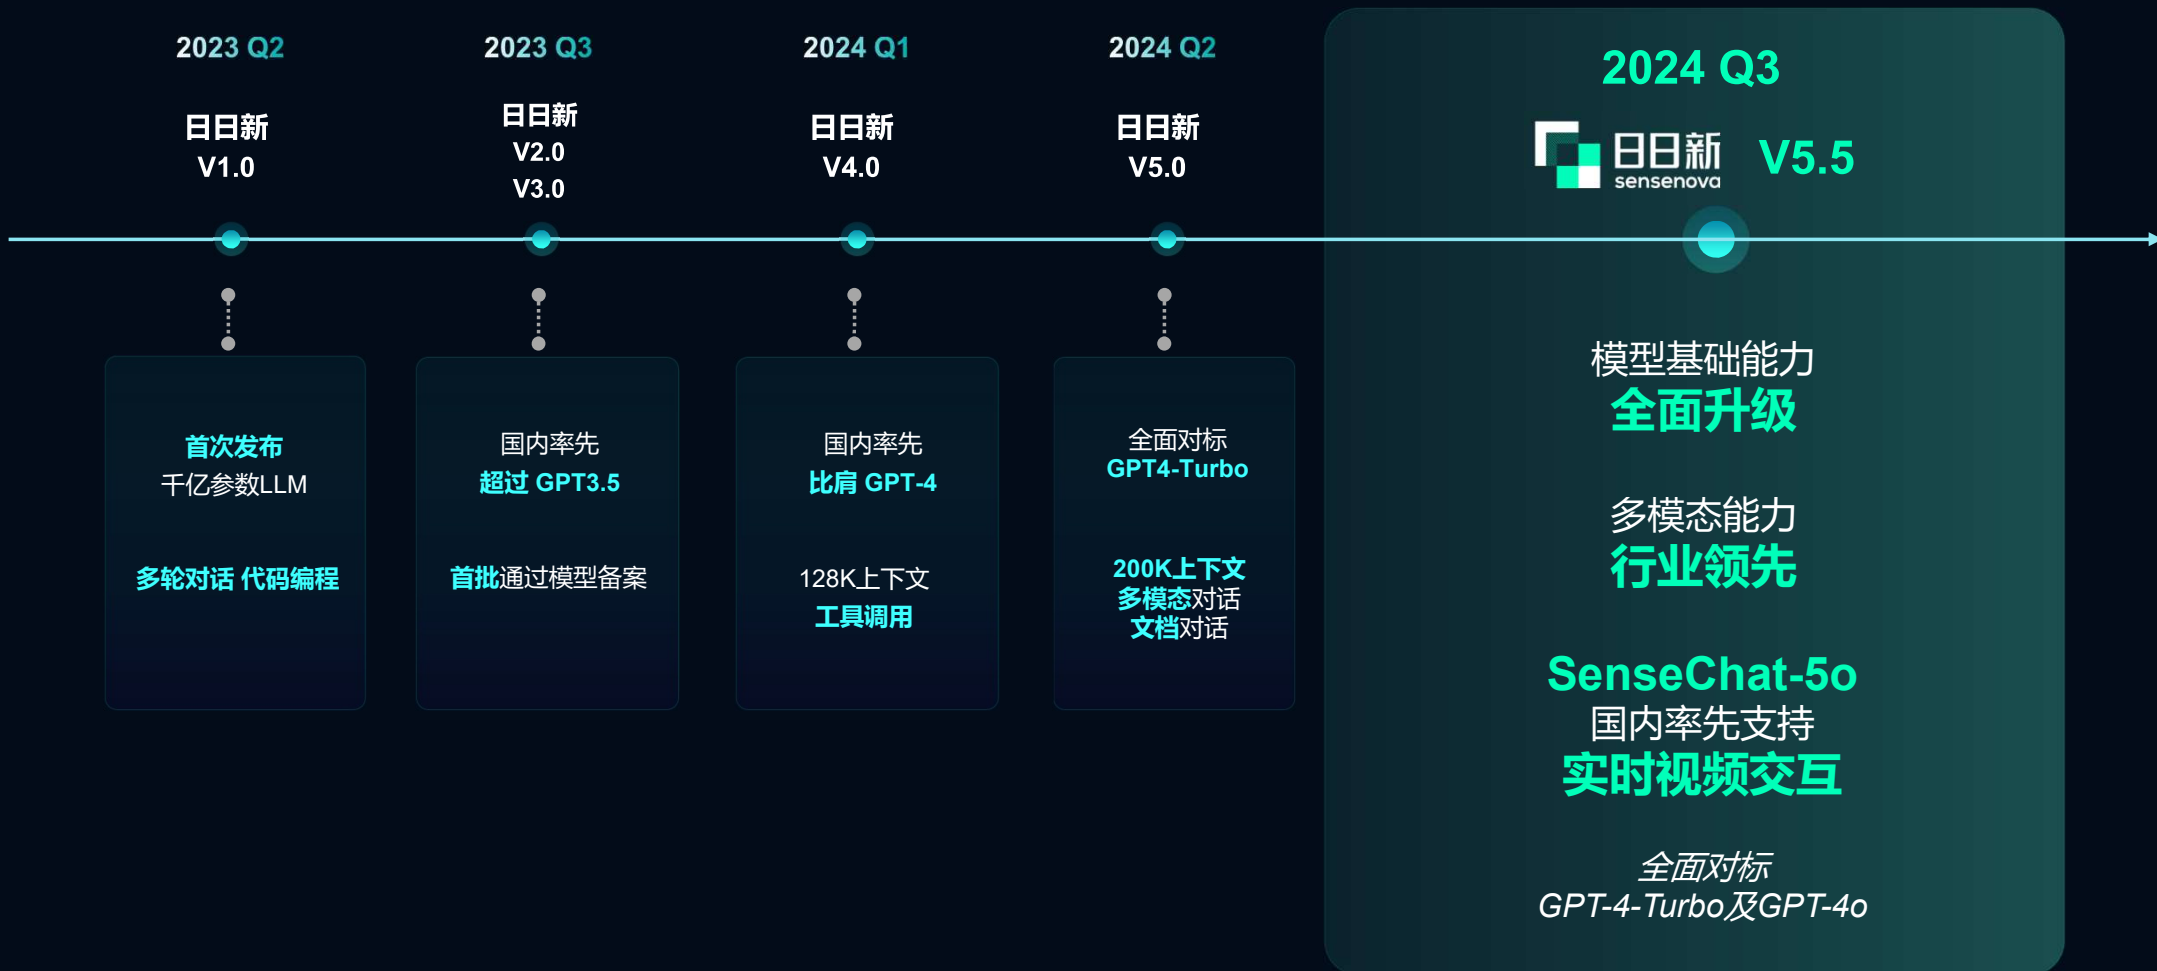 2023 Q2
日日新
V1.0
首次发布
千亿参数LLM
多轮对话 代码编程
2023 Q3
日日新
V2.0
V3.0
国内率先
超过 GPT3.5
首批通过模型备案
2024 Q1
日日新
V4.0
国内率先
比肩 GPT-4
128K上下文
工具调用
2024 Q2
日日新
V5.0
全面对标
GPT4-Turbo
200K上下文
多模态对话
文档对话
2024 Q3
日日新 V5.5
sensenova
模型基础能力
全面升级
多模态能力
行业领先
SenseChat-5o
国内率先支持
实时视频交互
全面对标
GPT-4-Turbo及GPT-4o